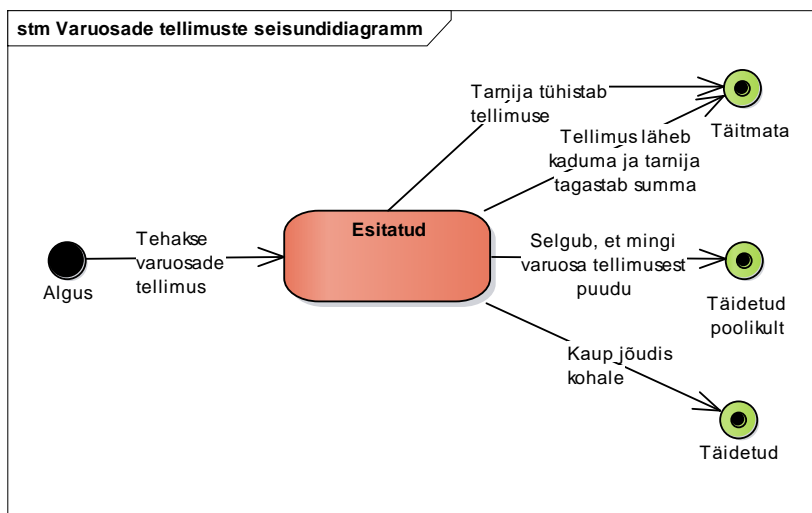 stm Varuosade tellimuste seisundidiagramm
Tarnija tühistab
tellimuse
Täitmata
Tellimus läheb
kaduma ja tarnija
tagastab summa
Esitatud
Tehakse
varuosade
tellimus
Algus
Selgub, et mingi
varuosa tellimusest
puudu
Täidetud
poolikult
Kaup jõudis
kohale
Täidetud